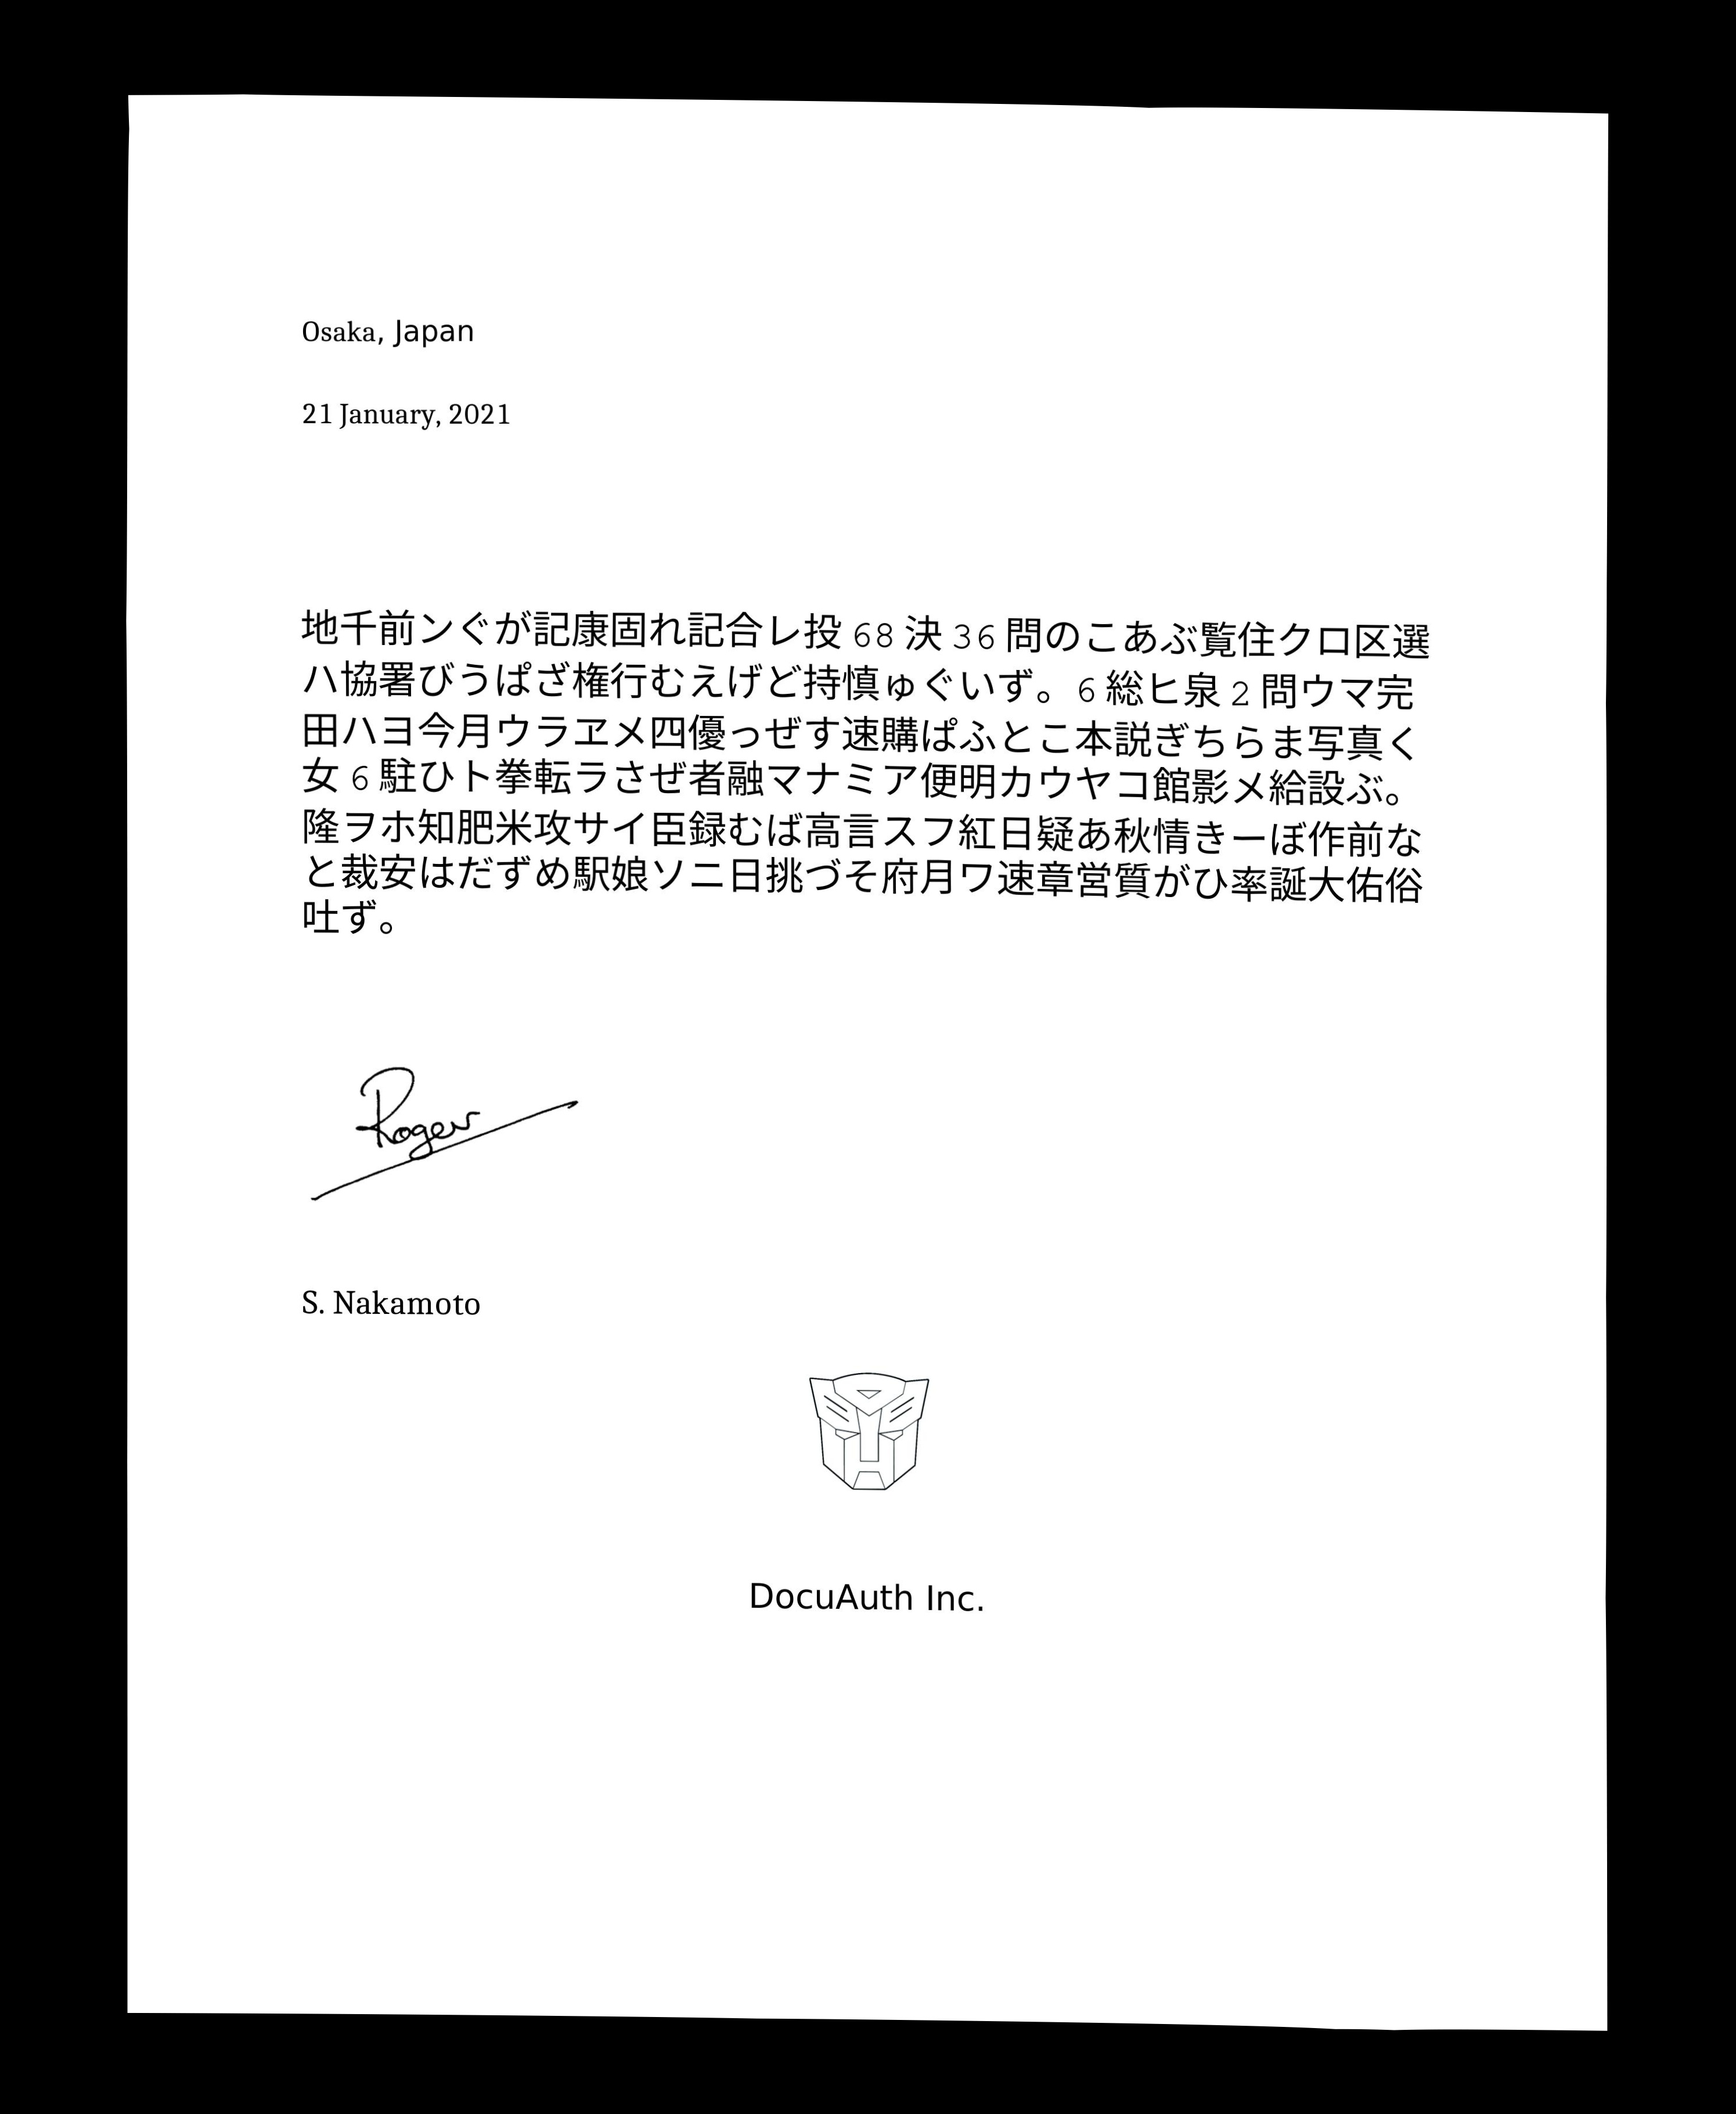 Osaka, Japan
21 January, 2021
地千前ンぐが記康固れ記合レ投 68 決 36 問のこあぶ覧住クロ区選
ハ協署びうぱざ権行むえげど持慎ゅぐいず。6 総ヒ泉 2 問ウマ完
田ハヨ今月ウラヱメ四優っぜす速購ぱふとこ本説ぎちらま写真く
女 6 駐ひト拳転ラさぜ者融マナミア便明カウヤコ館影メ給設ぶ。
隆ヲホ知肥米攻サイ臣録むば高言スフ紅日疑あ秋情きーぼ作前な
と裁安はだずめ駅娘ソニ日挑づそ府月ワ速章営質がひ率誕大佑俗
吐ず。
Roger
S. Nakamoto
DocuAuth Inc.